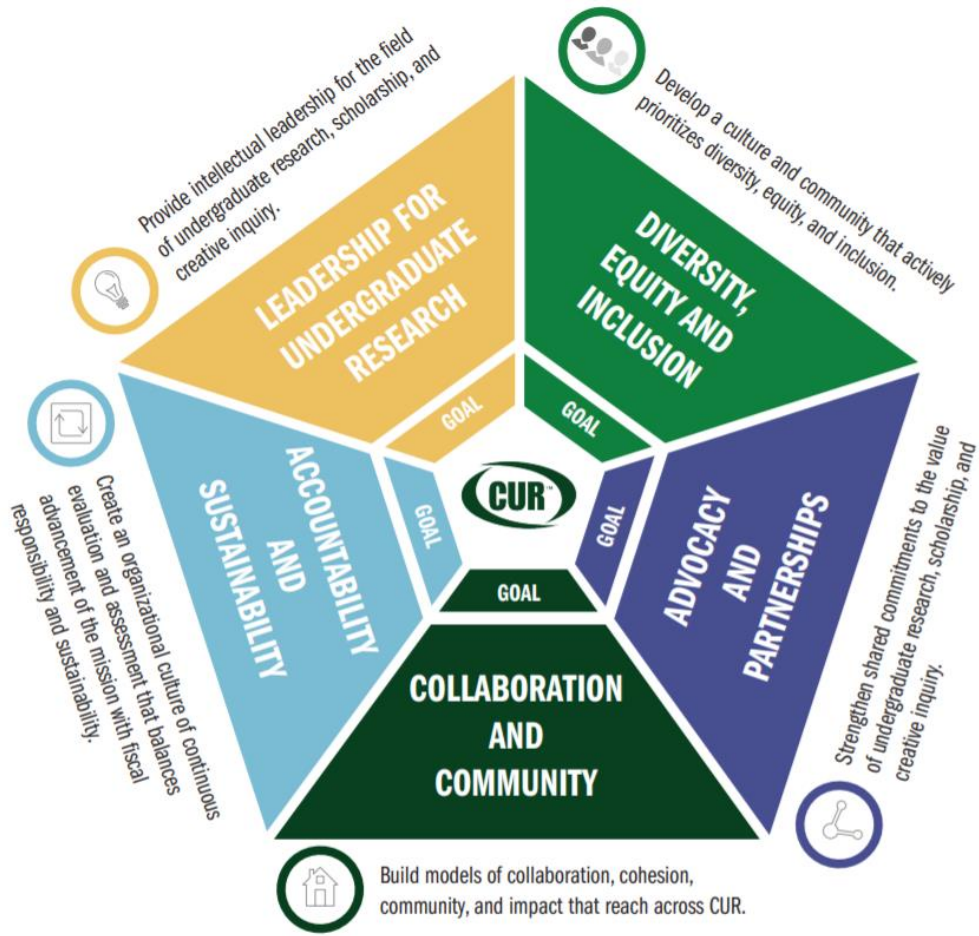 Provide intellectual leadership for the field
of undergraduate research, scholarship, and
creative inquiry.
LEADERSHIP FOR
UNDERGRADUATE
RESEARCH
GOAL
Develop a culture and community that actively
prioritizes diversity, equity, and inclusion.
DIVERSITY,
EQUITY AND
INCLUSION
GOAL
Strengthen shared commitments to the value
of undergraduate research, scholarship, and
creative inquiry.
ADVOCACY
AND
PARTNERSHIPS
GOAL
COLLABORATION
AND
COMMUNITY
GOAL
Build models of collaboration, cohesion,
community, and impact that reach across CUR.
Create an organizational culture of continuous
evaluation and assessment that balances
advancement of the mission with fiscal
responsibility and sustainability.
ACCOUNTABILITY
AND
SUSTAINABILITY
GOAL
CUR™